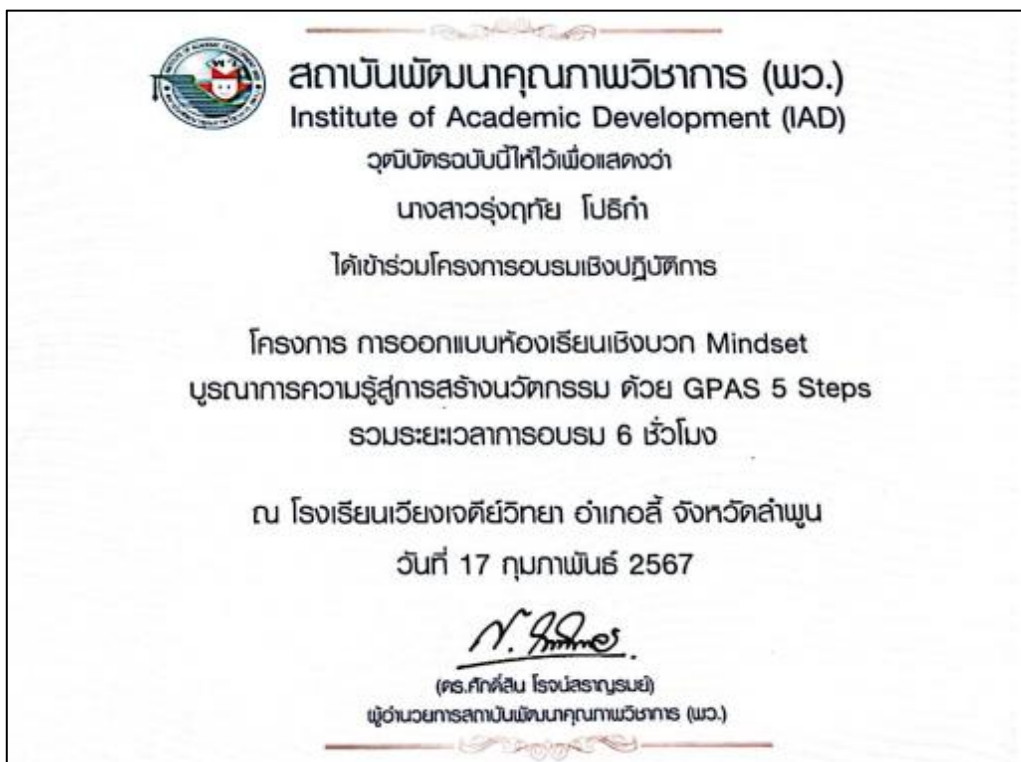 สถาบันพัฒนาคุณภาพวิชาการ (พว.)
Institute of Academic Development (IAD)
วุฒิบัตรฉบับนี้ให้ไว้เพื่อแสดงว่า
นางสาวรุ่งฤทัย โปธิกำ
ได้เข้าร่วมโครงการอบรมเชิงปฏิบัติการ
โครงการ การออกแบบห้องเรียนเชิงบวก Mindset
บูรณาการความรู้สู่การสร้างนวัตกรรม ด้วย GPAS 5 Steps
รวมระยะเวลาการอบรม 6 ชั่วโมง
ณ โรงเรียนเวียงเจดีย์วิทยา อำเภอลี้ จังหวัดลำพูน
วันที่ 17 กุมภาพันธ์ 2567
(ดร.ศักดิ์สิน โรจน์สราญรมย์)
ผู้อำนวยการสถาบันพัฒนาคุณภาพวิชาการ (พว.)